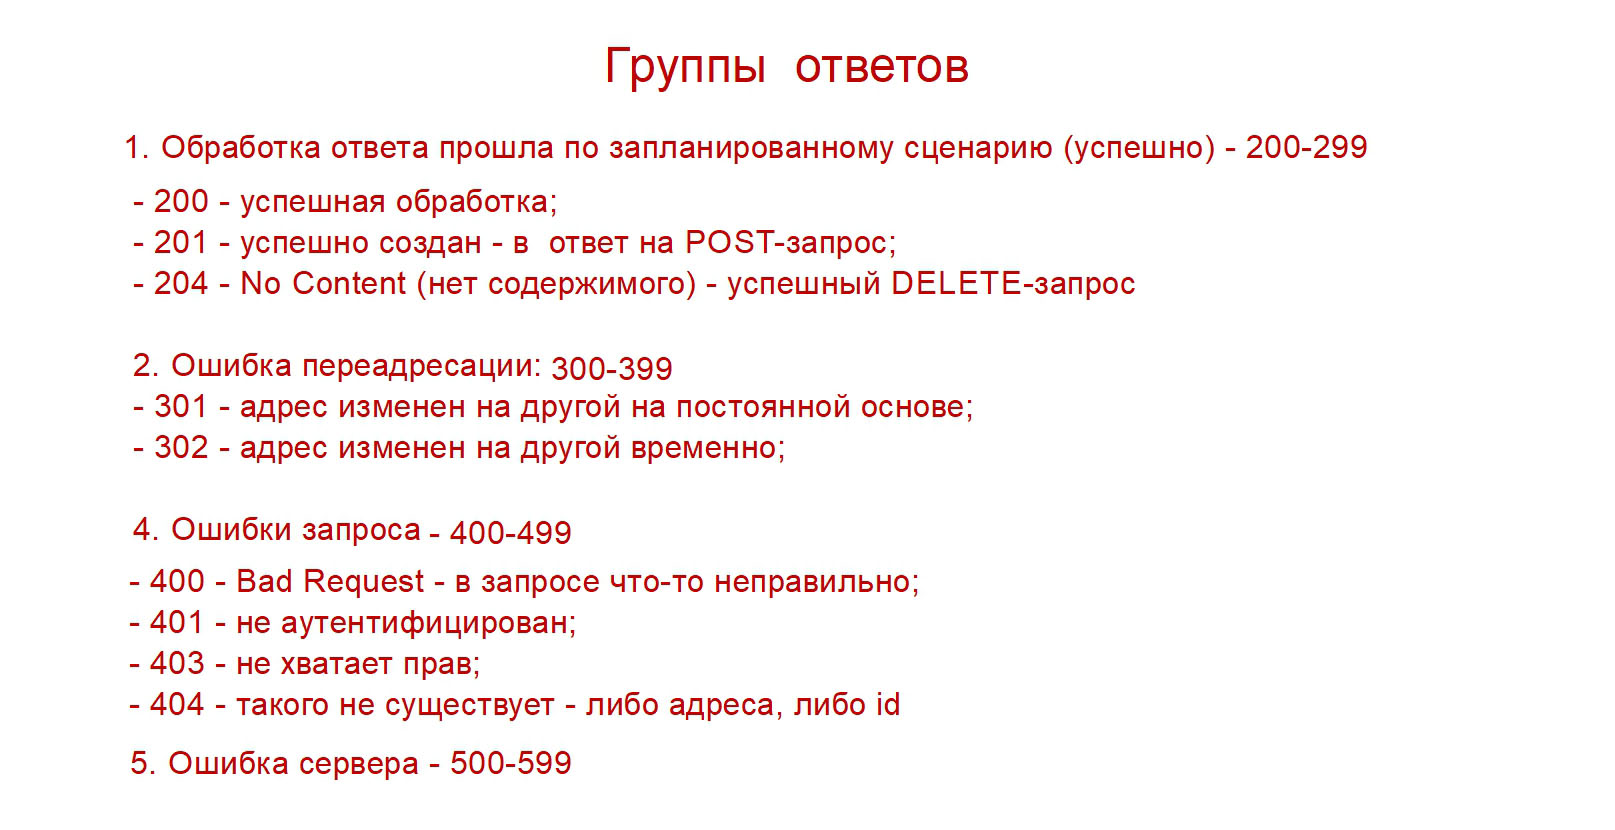 Группы ответов
1. Обработка ответа прошла по запланированному сценарию (успешно) - 200-299
- 200 - успешная обработка;
- 201 - успешно создан - в ответ на POST-запрос;
- 204 - No Content (нет содержимого) - успешный DELETE-запрос
2. Ошибка переадресации: 300-399
- 301 - адрес изменен на другой на постоянной основе;
- 302 - адрес изменен на другой временно;
4. Ошибки запроса - 400-499
- 400 - Bad Request - в запросе что-то неправильно;
- 401 - не аутентифицирован;
- 403 - не хватает прав;
- 404 - такого не существует - либо адреса, либо id
5. Ошибка сервера - 500-599